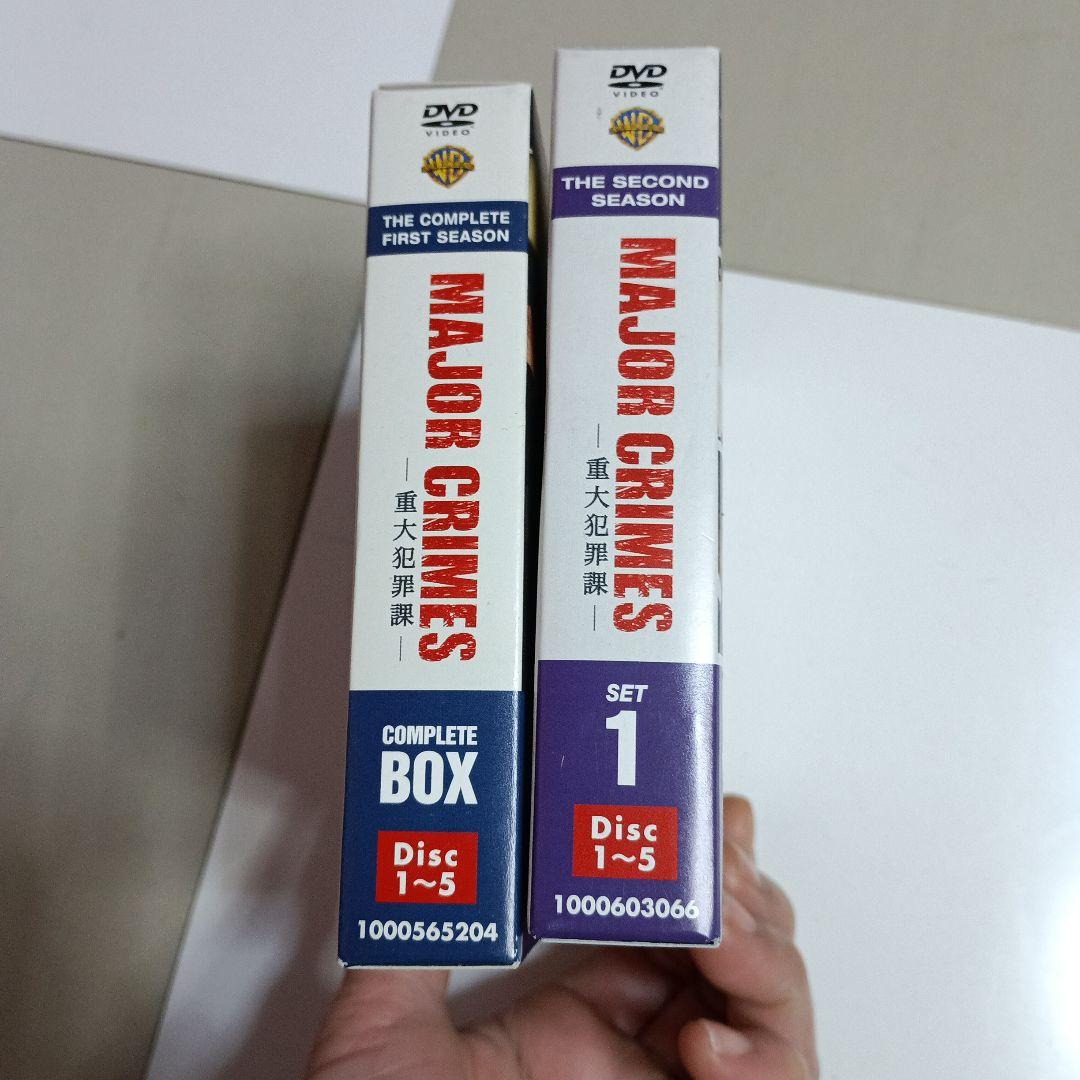 DVD
VIDEO
WB
THE COMPLETE
FIRST SEASON
MAJOR CRIMES
—重大犯罪課—
COMPLETE
BOX
Disc
1～5
1000565204
DVD
VIDEO
WB
THE SECOND
SEASON
MAJOR CRIMES
—重大犯罪課—
SET
1
Disc
1～5
1000603066